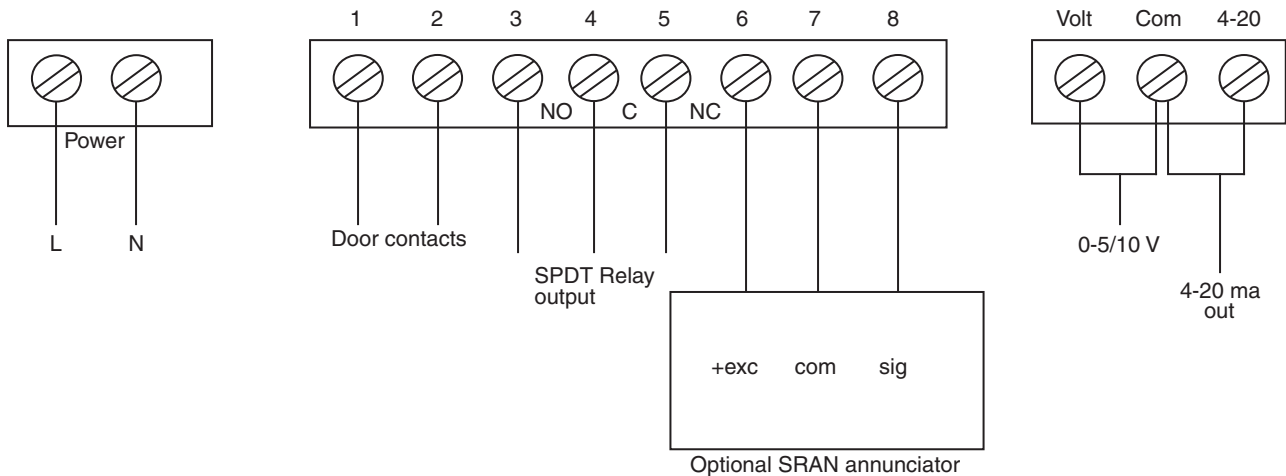 1 2 3 4 5 6 7 8 Volt Com 4-20
NO C NC
Power
L N
Door contacts
SPDT Relay
output
0-5/10 V
4-20 ma
out
+exc com sig
Optional SRAN annunciator